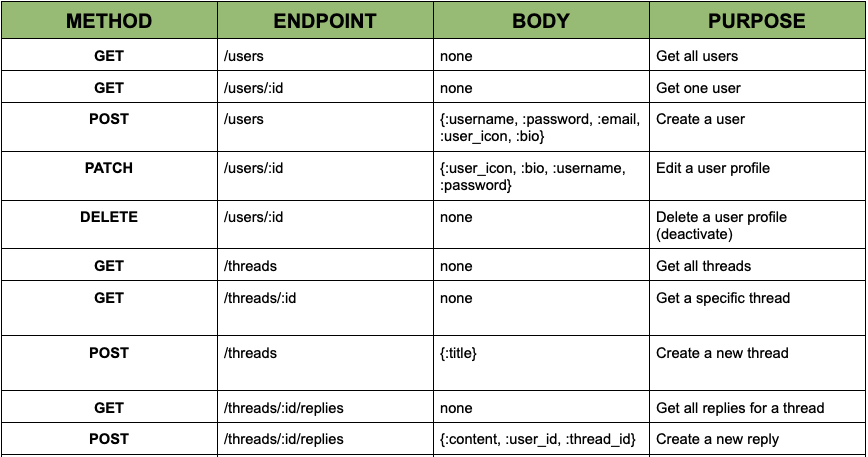 METHOD ENDPOINT BODY PURPOSE
GET /users none Get all users
GET /users/:id none Get one user
POST /users {:username, :password, :email, Create a user
:user_icon, :bio}
PATCH /users/:id {:user_icon, :bio, :username, Edit a user profile
:password}
DELETE /users/:id none Delete a user profile
(deactivate)
GET /threads none Get all threads
GET /threads/:id none Get a specific thread
POST /threads {:title} Create a new thread
GET /threads/:id/replies none Get all replies for a thread
POST /threads/:id/replies {:content, :user_id, :thread_id} Create a new reply